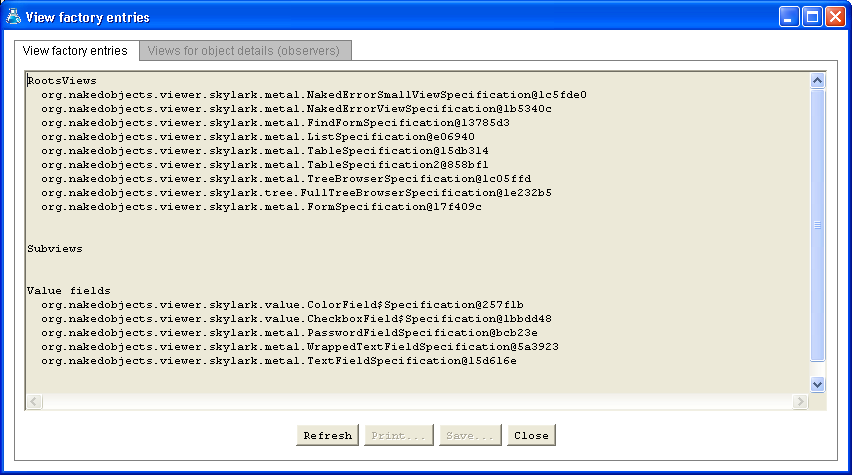 View factory entries
View factory entries
Views for object details (observers)
RootsViews
org.nakedobjects.viewer.skylark.metal.NakedErrorSmallViewSpecification@1c5fde0
org.nakedobjects.viewer.skylark.metal.NakedErrorViewSpecification@1b5340c
org.nakedobjects.viewer.skylark.metal.FindFormSpecification@13785d3
org.nakedobjects.viewer.skylark.metal.ListSpecification@e06940
org.nakedobjects.viewer.skylark.metal.TableSpecification@15db314
org.nakedobjects.viewer.skylark.metal.TableSpecification2@858bf1
org.nakedobjects.viewer.skylark.metal.TreeBrowserSpecification@1c05ffd
org.nakedobjects.viewer.skylark.tree.FullTreeBrowserSpecification@1e232b5
org.nakedobjects.viewer.skylark.metal.FormSpecification@17f409c
Subviews
Value fields
org.nakedobjects.viewer.skylark.value.ColorField$Specification@257f1b
org.nakedobjects.viewer.skylark.value.CheckboxField$Specification@1bbdd48
org.nakedobjects.viewer.skylark.metal.PasswordFieldSpecification@bcb23e
org.nakedobjects.viewer.skylark.metal.WrappedTextFieldSpecification@5a3923
org.nakedobjects.viewer.skylark.metal.TextFieldSpecification@15d616e
Refresh
Print...
Save...
Close